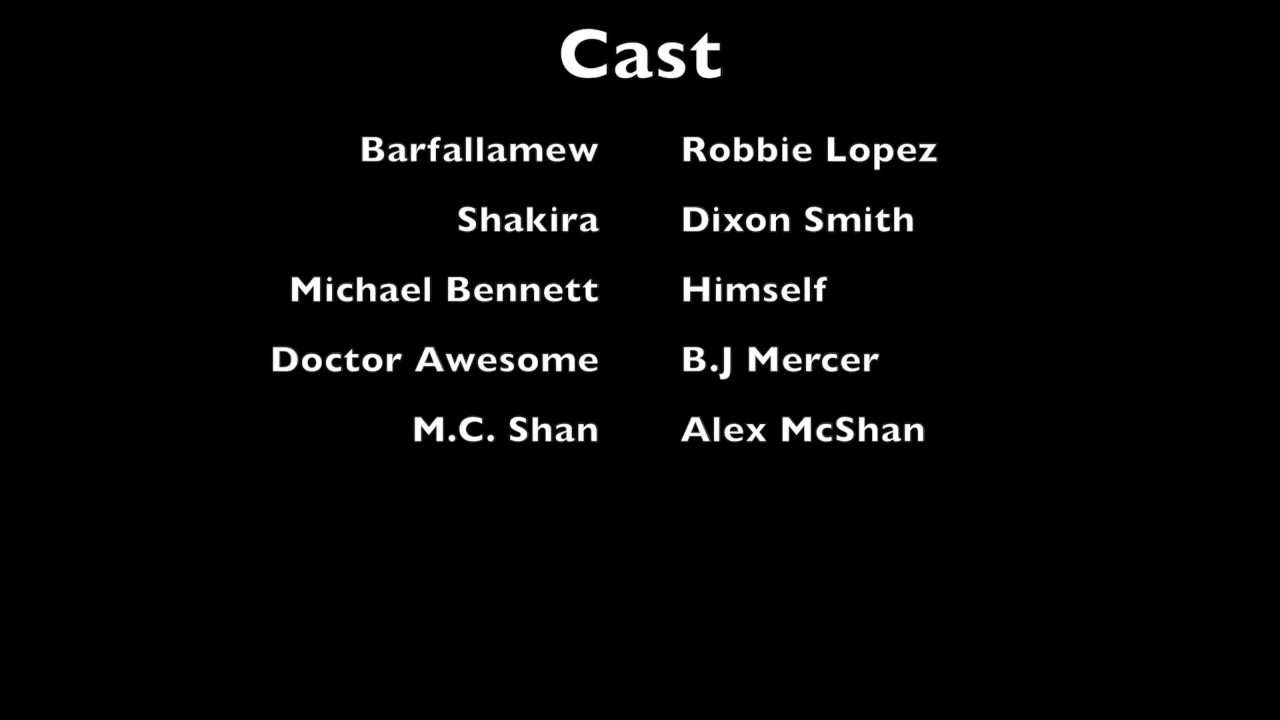 Cast
Barfallamew Robbie Lopez
Shakira Dixon Smith
Michael Bennett Himself
Doctor Awesome B.J Mercer
M.C. Shan Alex McShan